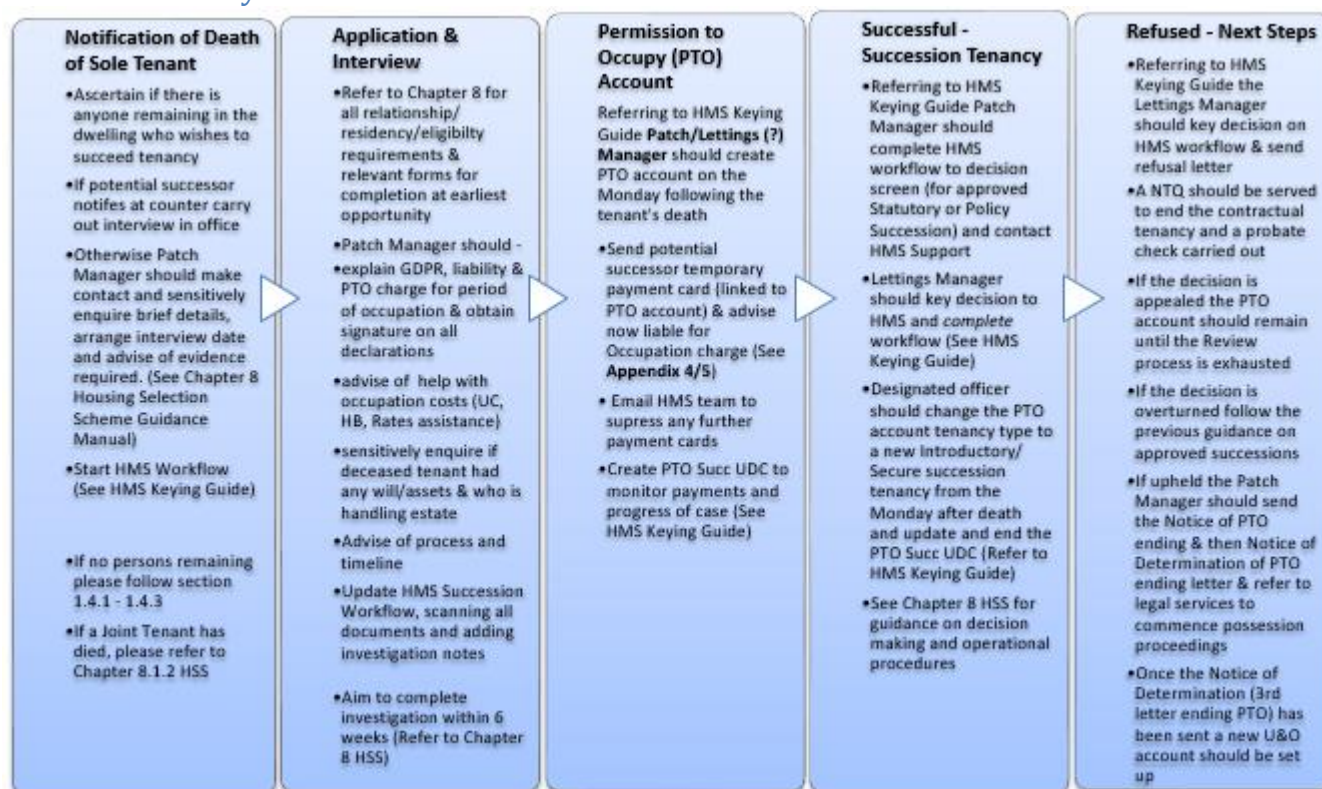 Notification of Death
of Sole Tenant
•Ascertain if there is
anyone remaining in the
dwelling who wishes to
succeed tenancy
•If potential successor
notifes at counter carry
out interview in office
•Otherwise Patch
Manager should make
contact and sensitively
enquire brief details,
arrange interview date
and advise of evidence
required. (See Chapter 8
Housing Selection
Scheme Guidance
Manual)
•Start HMS Workflow
(See HMS Keying Guide)
•If no persons remaining
please follow section
1.4.1 - 1.4.3
•If a Joint Tenant has
died, please refer to
Chapter 8.1.2 HSS
Application &
Interview
•Refer to Chapter 8 for
all relationship/
residency/eligibilty
requirements &
relevant forms for
completion at earliest
opportunity
•Patch Manager should -
•explain GDPR, liability &
PTO charge for period
of occupation & obtain
signature on all
declarations
•advise of help with
occupation costs (UC,
HB, Rates assistance)
•sensitively enquire if
deceased tenant had
any will/assets & who is
handling estate
•Advise of process and
timeline
•Update HMS Succession
Workflow, scanning all
documents and adding
investigation notes
•Aim to complete
investigation within 6
weeks (Refer to Chapter
8 HSS)
Permission to
Occupy (PTO)
Account
Referring to HMS Keying
Guide Patch/Lettings (?)
Manager should create
PTO account on the
Monday following the
tenant's death
•Send potential
successor temporary
payment card (linked to
PTO account) & advise
now liable for
Occupation charge (See
Appendix 4/5)
• Email HMS team to
supress any further
payment cards
•Create PTO Succ UDC to
monitor payments and
progress of case (See
HMS Keying Guide)
Successful -
Succession Tenancy
•Referring to HMS
Keying Guide Patch
Manager should
complete HMS
workflow to decision
screen (for approved
Statutory or Policy
Succession) and contact
HMS Support
•Lettings Manager
should key decision to
HMS and complete
workflow (See HMS
Keying Guide)
•Designated officer
should change the PTO
account tenancy type to
a new Introductory/
Secure succession
tenancy from the
Monday after death
and update and end the
PTO Succ UDC (Refer to
HMS Keying Guide)
•See Chapter 8 HSS for
guidance on decision
making and operational
procedures
Refused - Next Steps
•Referring to HMS
Keying Guide the
Lettings Manager
should key decision on
HMS workflow & send
refusal letter
•A NTQ should be served
to end the contractual
tenancy and a probate
check carried out
•If the decision is
appealed the PTO
account should remain
until the Review
process is exhausted
•If the decision is
overturned follow the
previous guidance on
approved successions
•If upheld the Patch
Manager should send
the Notice of PTO
ending & then Notice of
Determination of PTO
ending letter & refer to
legal services to
commence possession
proceedings
•Once the Notice of
Determination (3rd
letter ending PTO) has
been sent a new U&O
account should be set
up